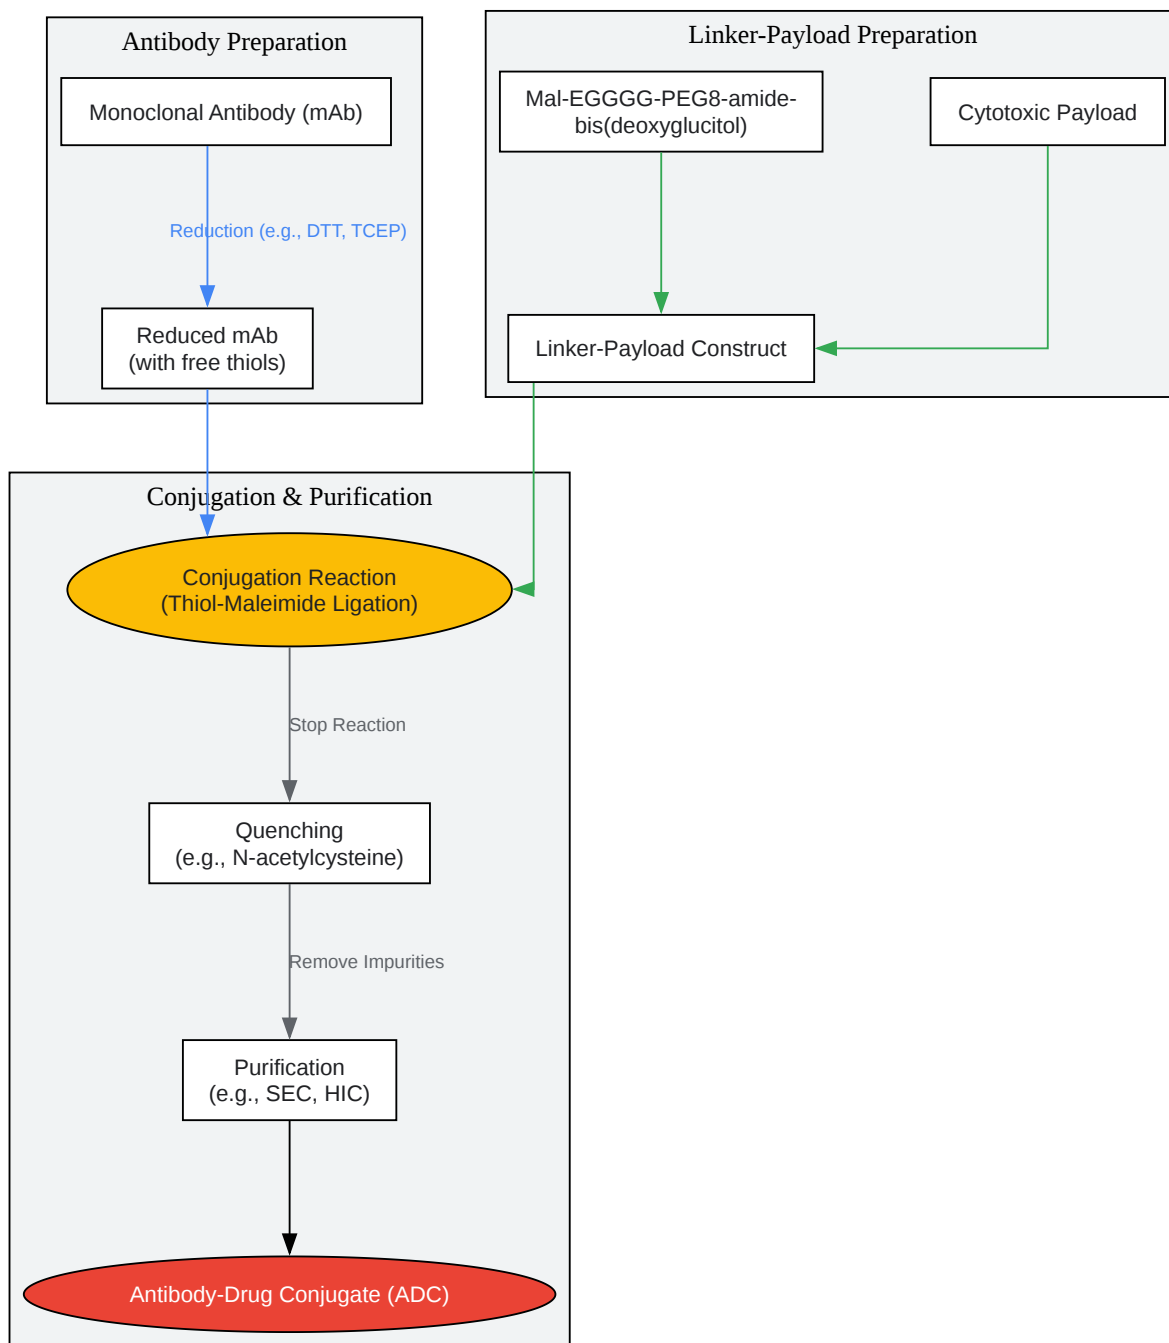 Antibody Preparation
Monoclonal Antibody (mAb)
Reduction (e.g., DTT, TCEP)
Reduced mAb
(with free thiols)
Linker-Payload Preparation
Mal-EGGGG-PEG8-amide-
bis(deoxyglucitol)
Cytotoxic Payload
Linker-Payload Construct
Conjugation & Purification
Conjugation Reaction
(Thiol-Maleimide Ligation)
Stop Reaction
Quenching
(e.g., N-acetylcysteine)
Remove Impurities
Purification
(e.g., SEC, HIC)
Antibody-Drug Conjugate (ADC)